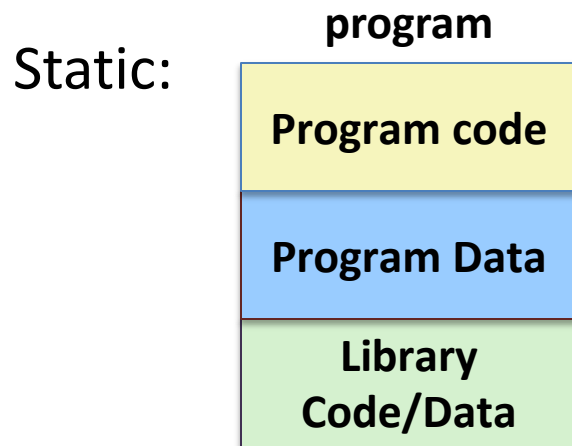 program
Static:
Program code
Program Data
Library
Code/Data